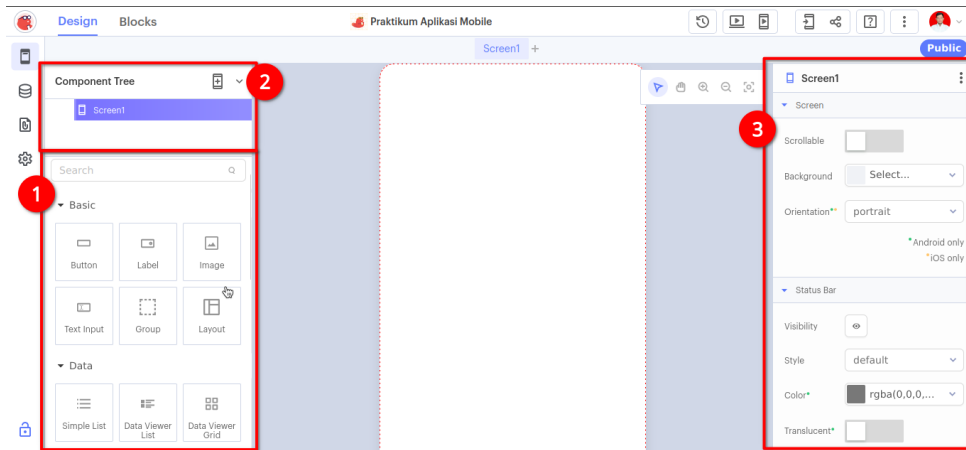 Design Blocks Praktikum Aplikasi Mobile
Screen1 +
Public
Component Tree
2
Screen1
1
Search
Basic
Button Label Image
Text Input Group Layout
Data
Simple List Data Viewer List Data Viewer Grid
3
Screen1
Screen
Scrollable
Background Select...
Orientation** portrait
*Android only
*iOS only
Status Bar
Visibility
Style default
Color* rgba(0,0,0,...
Translucent*